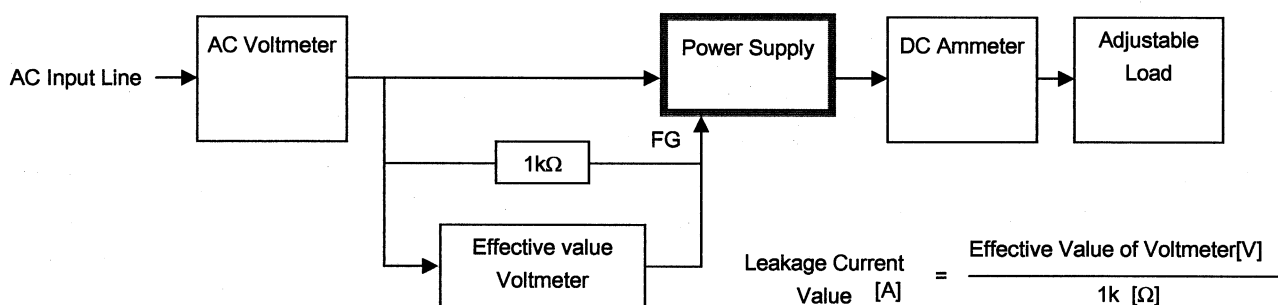 AC Input Line
AC Voltmeter
Power Supply
DC Ammeter
Adjustable
Load
FG
1kΩ
Effective value
Voltmeter
Leakage Current
Value [A]
=
Effective Value of Voltmeter[V]
1k [Ω]